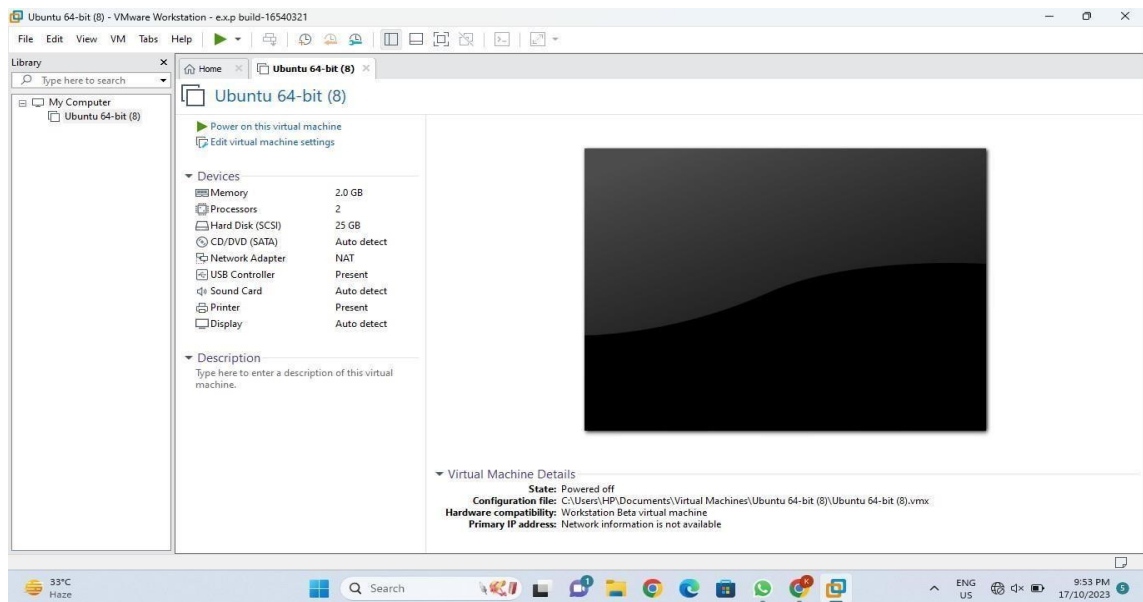 Ubuntu 64-bit (8) - VMware Workstation - e.x.p build-16540321
File Edit View VM Tabs Help
Library
Type here to search
My Computer
Ubuntu 64-bit (8)
Home
Ubuntu 64-bit (8)
Ubuntu 64-bit (8)
Power on this virtual machine
Edit virtual machine settings
Devices
Memory 2.0 GB
Processors 2
Hard Disk (SCSI) 25 GB
CD/DVD (SATA) Auto detect
Network Adapter NAT
USB Controller Present
Sound Card Auto detect
Printer Present
Display Auto detect
Description
Type here to enter a description of this virtual
machine.
Virtual Machine Details
State: Powered off
Configuration file: C:\Users\HP\Documents\Virtual Machines\Ubuntu 64-bit (8)\Ubuntu 64-bit (8).vmx
Hardware compatibility: Workstation Beta virtual machine
Primary IP address: Network information is not available
33°C
Haze
Search
1
K
ENG
US
9:53 PM
17/10/2023
5